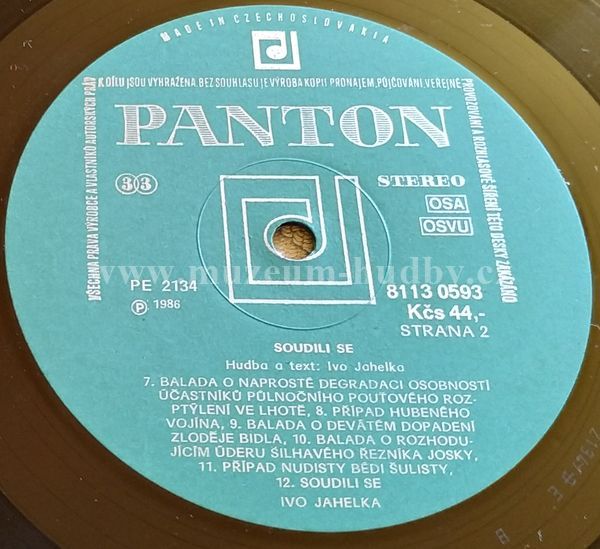 MADE IN CZECHOSLOVAKIA
VŠECHNA PRÁVA VÝROBCE A VLASTNÍKŮ AUTORSKÝCH PRÁV K DÍLU JSOU VYHRAŽENA. BEZ SOUHLASU JE VÝROBA KOPIÍ PRONÁJEM, PŮJČOVÁNÍ, VEŘEJNÉ PROVOZOVÁNÍ A ROZHLASOVÉ ŠÍŘENÍ TÉTO DESKY ZAKÁZÁNO
PANTON
33
STEREO
OSA
OSVU
www.muzeum-hudby.cz
PE 2134
Ⓟ 1986
8113 0593
Kčs 44,-
STRANA 2
SOUDILI SE
Hudba a text: Ivo Jahelka
7. BALADA O NAPROSTÉ DEGRADACI OSOBNOSTÍ
ÚČASTNÍKŮ PŮLNOČNÍHO POUŤOVÉHO ROZ-
PTÝLENÍ VE LHOTĚ, 8. PŘÍPAD HUBENÉHO
VOJÍNA, 9. BALADA O DEVÁTÉM DOPADENÍ
ZLODĚJE BIDLA, 10. BALADA O ROZHODU-
JÍCÍM ÚDERU ŠILHAVÉHO ŘEZNÍKA JOSKY,
11. PŘÍPAD NUDISTY BÉDI ŠULISTY,
12. SOUDILI SE
IVO JAHELKA